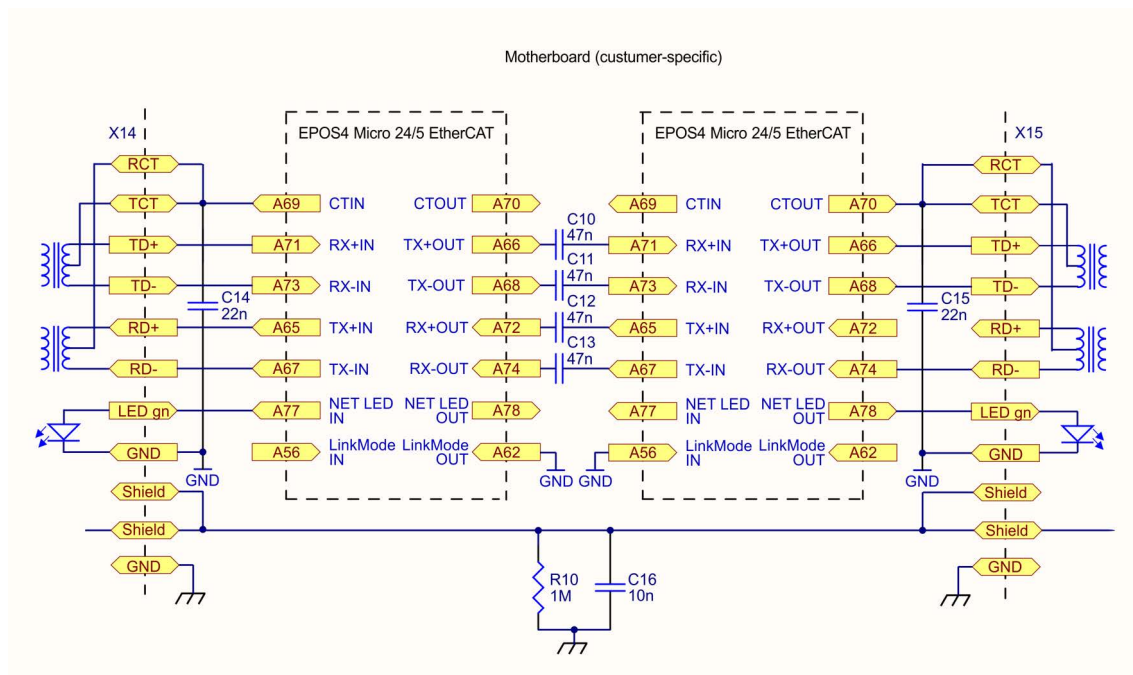 Motherboard (custumer-specific)
X14
EPOS4 Micro 24/5 EtherCAT
EPOS4 Micro 24/5 EtherCAT
X15
RCT
RCT
TCT
A69
CTIN
CTOUT
A70
A69
CTIN
CTOUT
A70
TCT
C10
47n
TD+
A71
RX+IN
TX+OUT
A66
A71
RX+IN
TX+OUT
A66
TD+
C11
47n
TD-
A73
RX-IN
TX-OUT
A68
A73
RX-IN
TX-OUT
A68
TD-
C14
22n
C15
22n
C12
47n
RD+
A65
TX+IN
RX+OUT
A72
A65
TX+IN
RX+OUT
A72
RD+
C13
47n
RD-
A67
TX-IN
RX-OUT
A74
A67
TX-IN
RX-OUT
A74
RD-
LED gn
A77
NET LED
IN
NET LED
OUT
A78
A77
NET LED
IN
NET LED
OUT
A78
LED gn
GND
A56
LinkMode
IN
LinkMode
OUT
A62
A56
LinkMode
IN
LinkMode
OUT
A62
GND
GND
GND
GND
GND
Shield
Shield
Shield
Shield
GND
GND
R10
1M
C16
10n